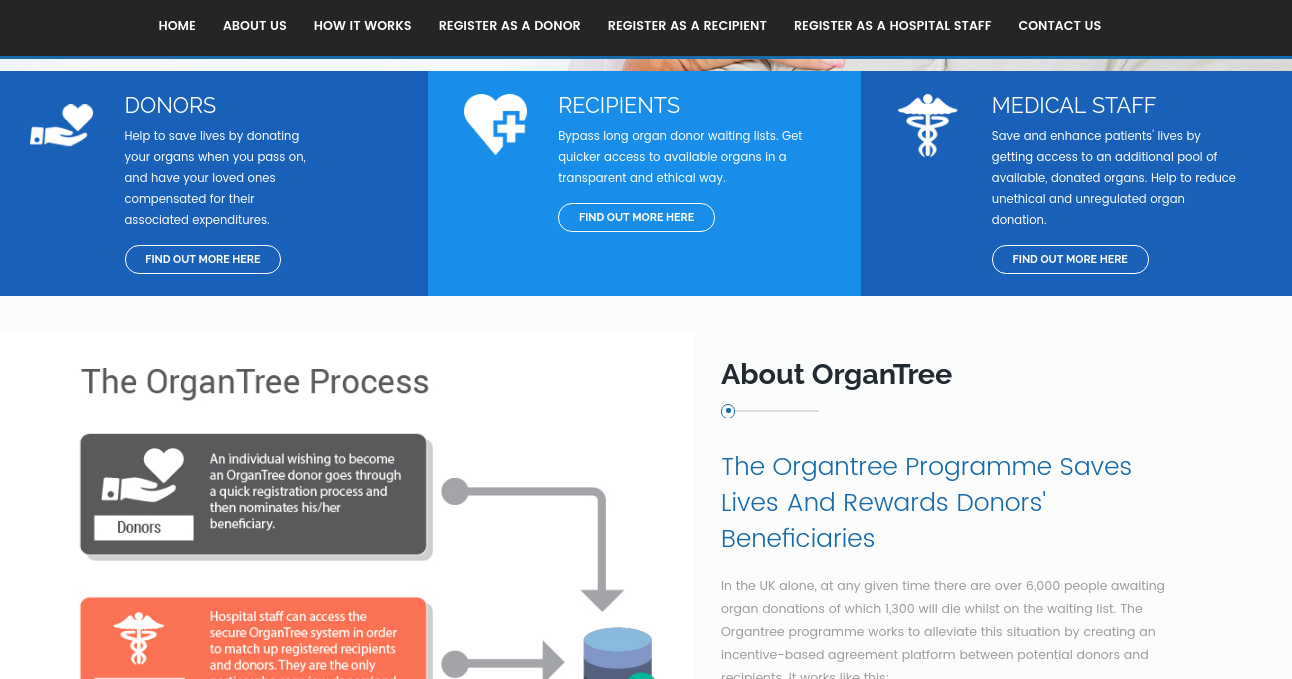 HOME ABOUT US HOW IT WORKS REGISTER AS A DONOR REGISTER AS A RECIPIENT REGISTER AS A HOSPITAL STAFF CONTACT US
DONORS
Help to save lives by donating
your organs when you pass on,
and have your loved ones
compensated for their
associated expenditures.
FIND OUT MORE HERE
RECIPIENTS
Bypass long organ donor waiting lists. Get
quicker access to available organs in a
transparent and ethical way.
FIND OUT MORE HERE
MEDICAL STAFF
Save and enhance patients' lives by
getting access to an additional pool of
available, donated organs. Help to reduce
unethical and unregulated organ
donation.
FIND OUT MORE HERE
The OrganTree Process
An individual wishing to become
an OrganTree donor goes through
a quick registration process and
then nominates his/her
beneficiary.
Donors
Hospital staff can access the
secure OrganTree system in order
to match up registered recipients
and donors. They are the only
About OrganTree
The Organtree Programme Saves
Lives And Rewards Donors'
Beneficiaries
In the UK alone, at any given time there are over 6,000 people awaiting
organ donations of which 1,300 will die whilst on the waiting list. The
Organtree programme works to alleviate this situation by creating an
incentive-based agreement platform between potential donors and
recipients. It works like this: